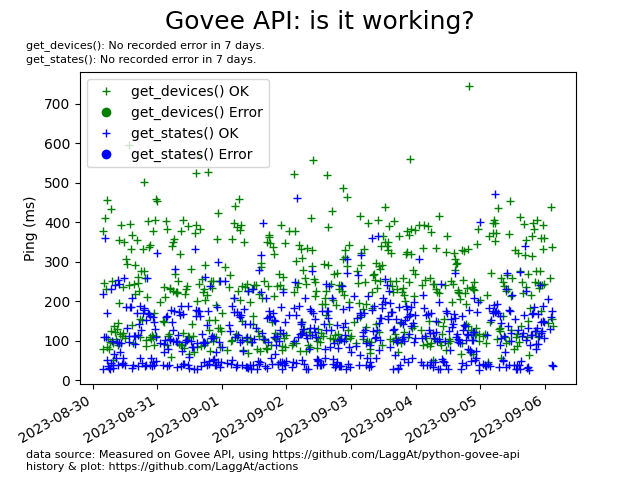 Govee API: is it working?
get_devices(): No recorded error in 7 days.
get_states(): No recorded error in 7 days.
get_devices() OK
get_devices() Error
get_states() OK
get_states() Error
Ping (ms)
700
600
500
400
300
200
100
0
2023-08-30
2023-08-31
2023-09-01
2023-09-02
2023-09-03
2023-09-04
2023-09-05
2023-09-06
data source: Measured on Govee API, using https://github.com/LaggAt/python-govee-api
history & plot: https://github.com/LaggAt/actions